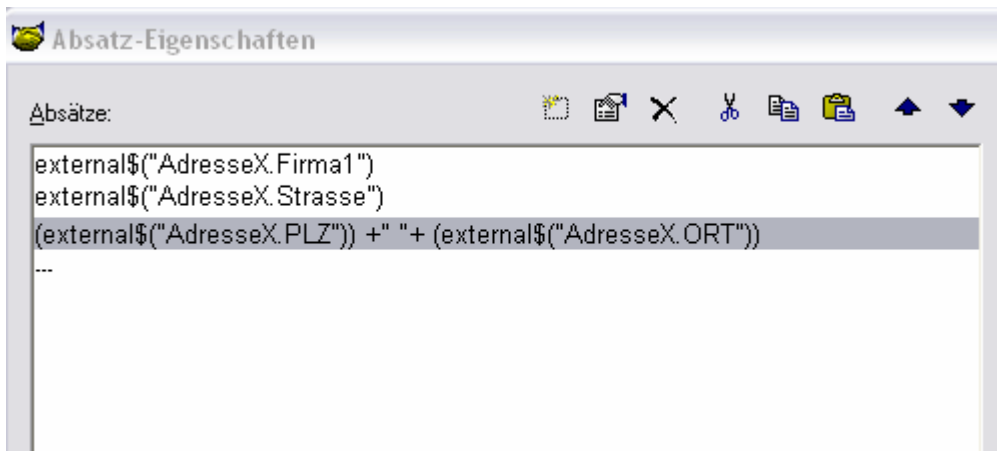 Absatz-Eigenschaften
Absätze:
external$("AdresseX.Firma1")
external$("AdresseX.Strasse")
(external$("AdresseX.PLZ")) +" "+ (external$("AdresseX.ORT"))
---